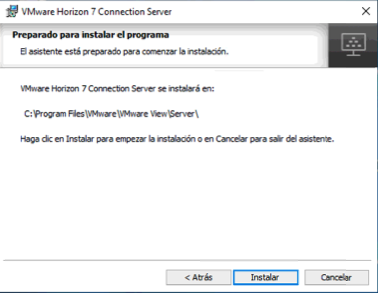 VMware Horizon 7 Connection Server
Preparado para instalar el programa
El asistente está preparado para comenzar la instalación.
VMware Horizon 7 Connection Server se instalará en:
C:\Program Files\VMware\VMware View\Server\
Haga clic en Instalar para empezar la instalación o en Cancelar para salir del asistente.
< Atrás
Instalar
Cancelar